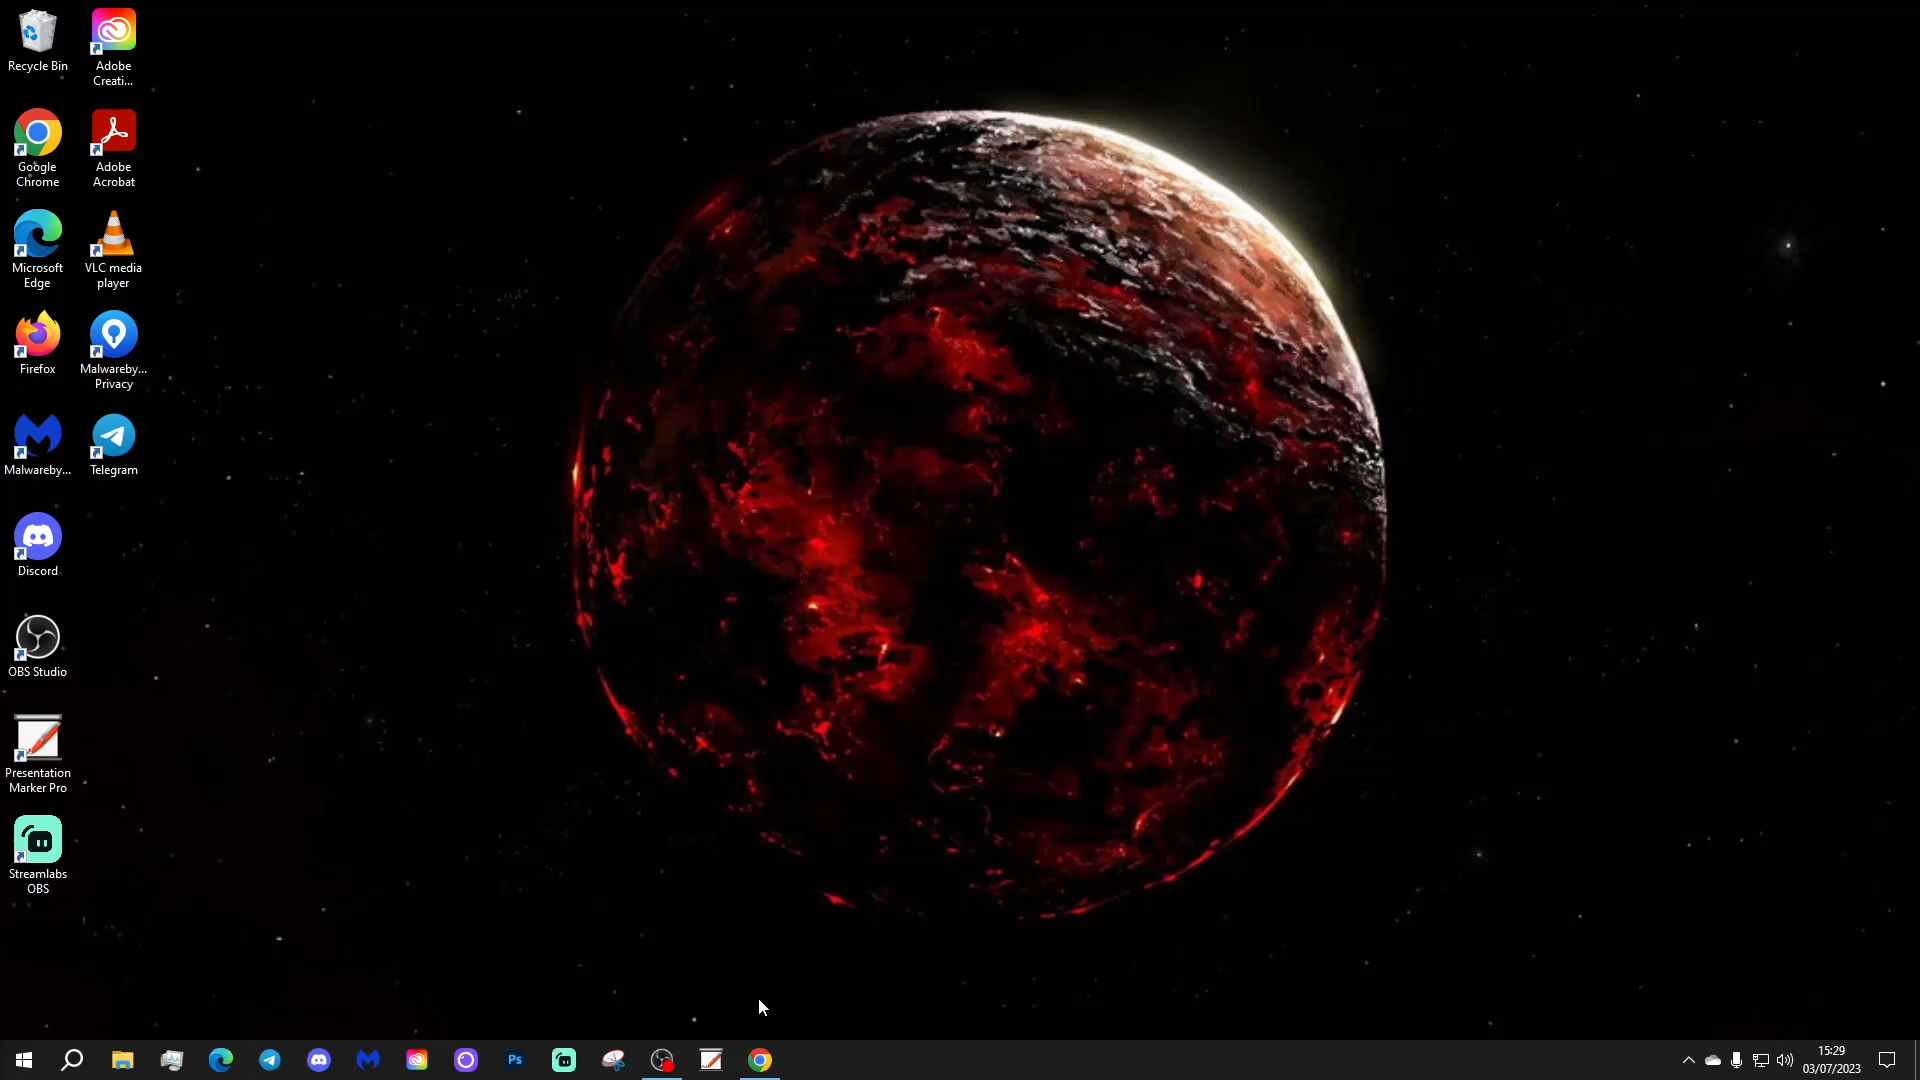 Recycle Bin
Adobe
Creati...
Google
Chrome
Adobe
Acrobat
Microsoft
Edge
VLC media
player
Firefox
Malwareby...
Privacy
Malwareby...
Telegram
Discord
OBS Studio
Presentation
Marker Pro
Streamlabs
OBS
Ps
15:29
03/07/2023